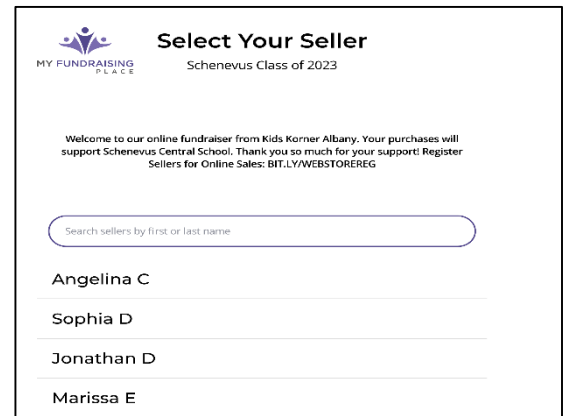 Select Your Seller
MY FUNDRAISING
PLACE
Schenevus Class of 2023
Welcome to our online fundraiser from Kids Korner Albany. Your purchases will
support Schenevus Central School. Thank you so much for your support! Register
Sellers for Online Sales: BIT.LY/WEBSTOREREG
Search sellers by first or last name
Angelina C
Sophia D
Jonathan D
Marissa E